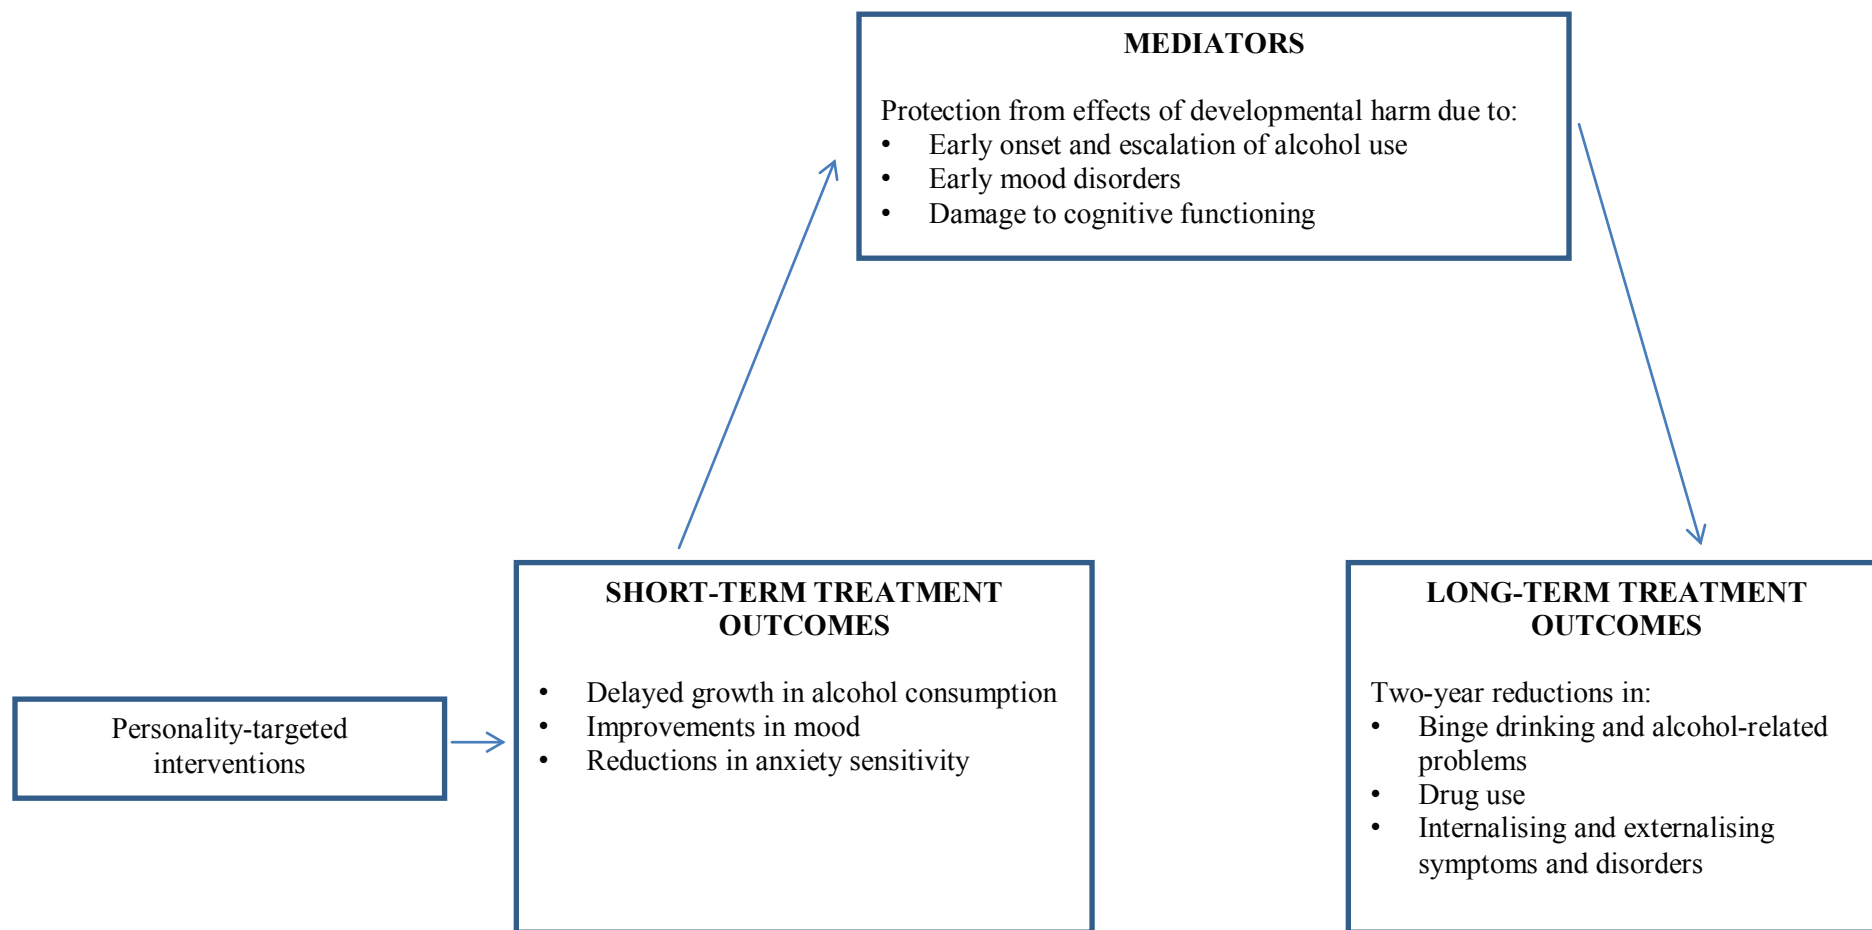 MEDIATORS
Protection from effects of developmental harm due to:
• Early onset and escalation of alcohol use
• Early mood disorders
• Damage to cognitive functioning
Personality-targeted
interventions
SHORT-TERM TREATMENT
OUTCOMES
• Delayed growth in alcohol consumption
• Improvements in mood
• Reductions in anxiety sensitivity
LONG-TERM TREATMENT
OUTCOMES
Two-year reductions in:
• Binge drinking and alcohol-related
problems
• Drug use
• Internalising and externalising
symptoms and disorders